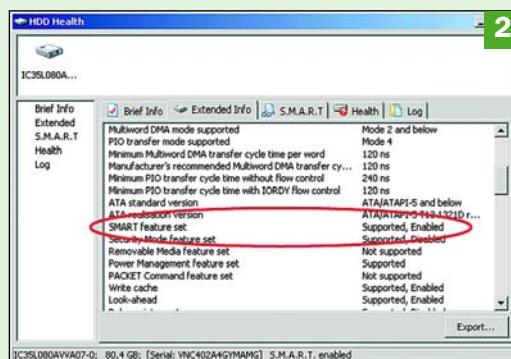 HDD Health
2
IC35L080A...
Brief Info
Extended
S.M.A.R.T
Health
Log
Brief Info Extended Info S.M.A.R.T Health Log
Multiword DMA mode supported Mode 2 and below
PIO transfer mode supported Mode 4
Minimum Multiword DMA transfer cycle time per word 120 ns
Manufacturer's recommended Multiword DMA transfer cy... 120 ns
Minimum PIO transfer cycle time without flow control 240 ns
Minimum PIO transfer cycle time with IORDY flow control 120 ns
ATA standard version ATA/ATAPI-5 and below
ATA realisation version ATA/ATAPI-5 T13 1321D r...
SMART feature set Supported, Enabled
Security Mode feature set Supported, Disabled
Removable Media feature set Not supported
Power Management feature set Supported
PACKET Command feature set Not supported
Write cache Supported, Enabled
Look-ahead Supported, Enabled
Export...
IC35L080AVVA07-0; 80.4 GB; [Serial: VNC402A4GYMAMG] S.M.A.R.T. enabled